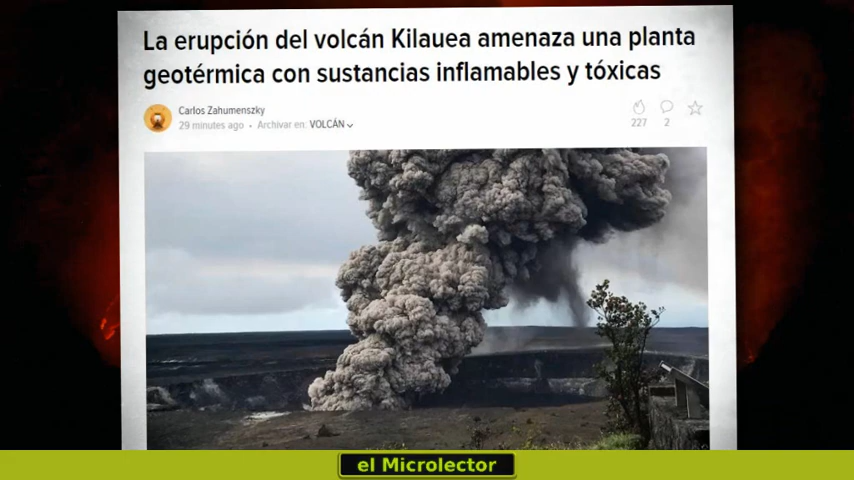 La erupción del volcán Kilauea amenaza una planta
geotérmica con sustancias inflamables y tóxicas
Carlos Zahumenszky
29 minutes ago • Archivar en: VOLCÁN
227 2
el Microlector